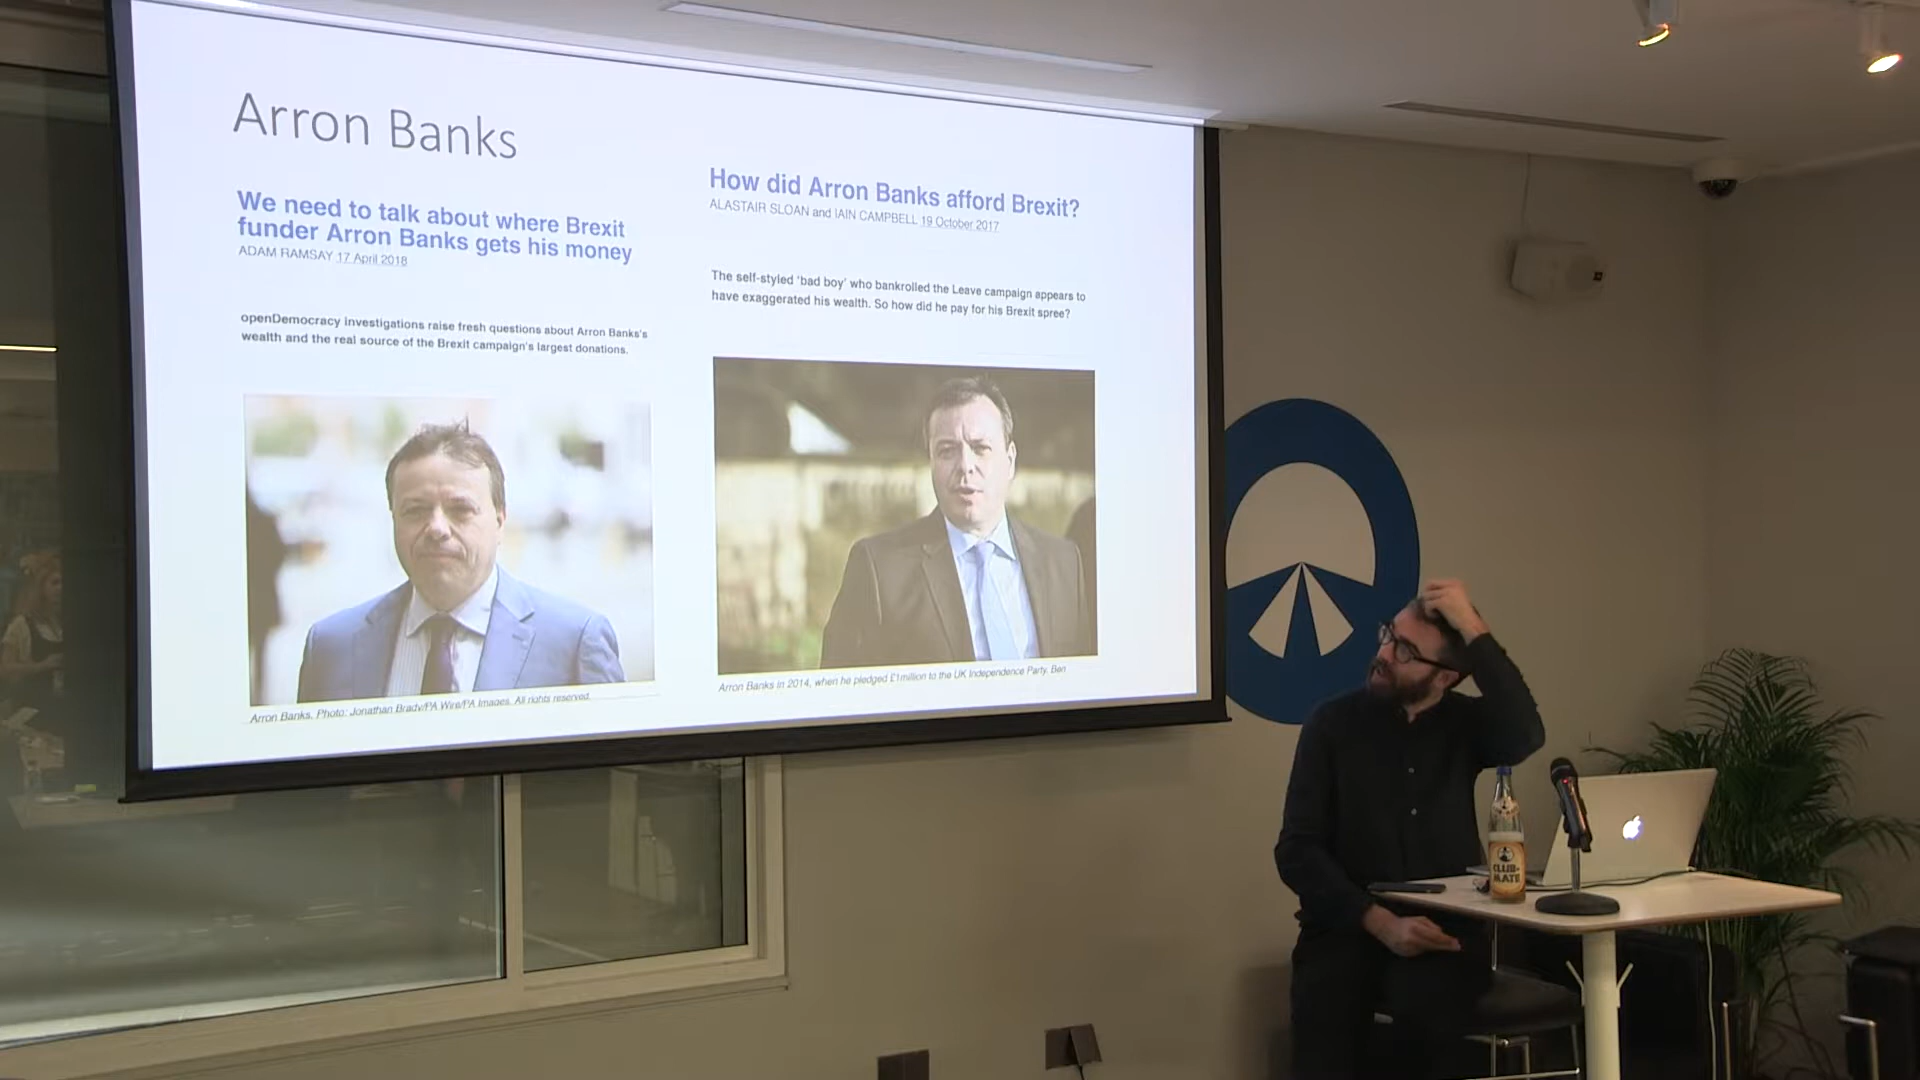 Arron Banks
We need to talk about where Brexit
funder Arron Banks gets his money
ADAM RAMSAY 17 April 2018
openDemocracy investigations raise fresh questions about Arron Banks's
wealth and the real source of the Brexit campaign's largest donations.
Arron Banks. Photo: Jonathan Brady/PA Wire/PA Images. All rights reserved.
How did Arron Banks afford Brexit?
ALASTAIR SLOAN and IAIN CAMPBELL 19 October 2017
The self-styled 'bad boy' who bankrolled the Leave campaign appears to
have exaggerated his wealth. So how did he pay for his Brexit spree?
Arron Banks in 2014, when he pledged £1million to the UK Independence Party. Ben
CLUB-
MATE